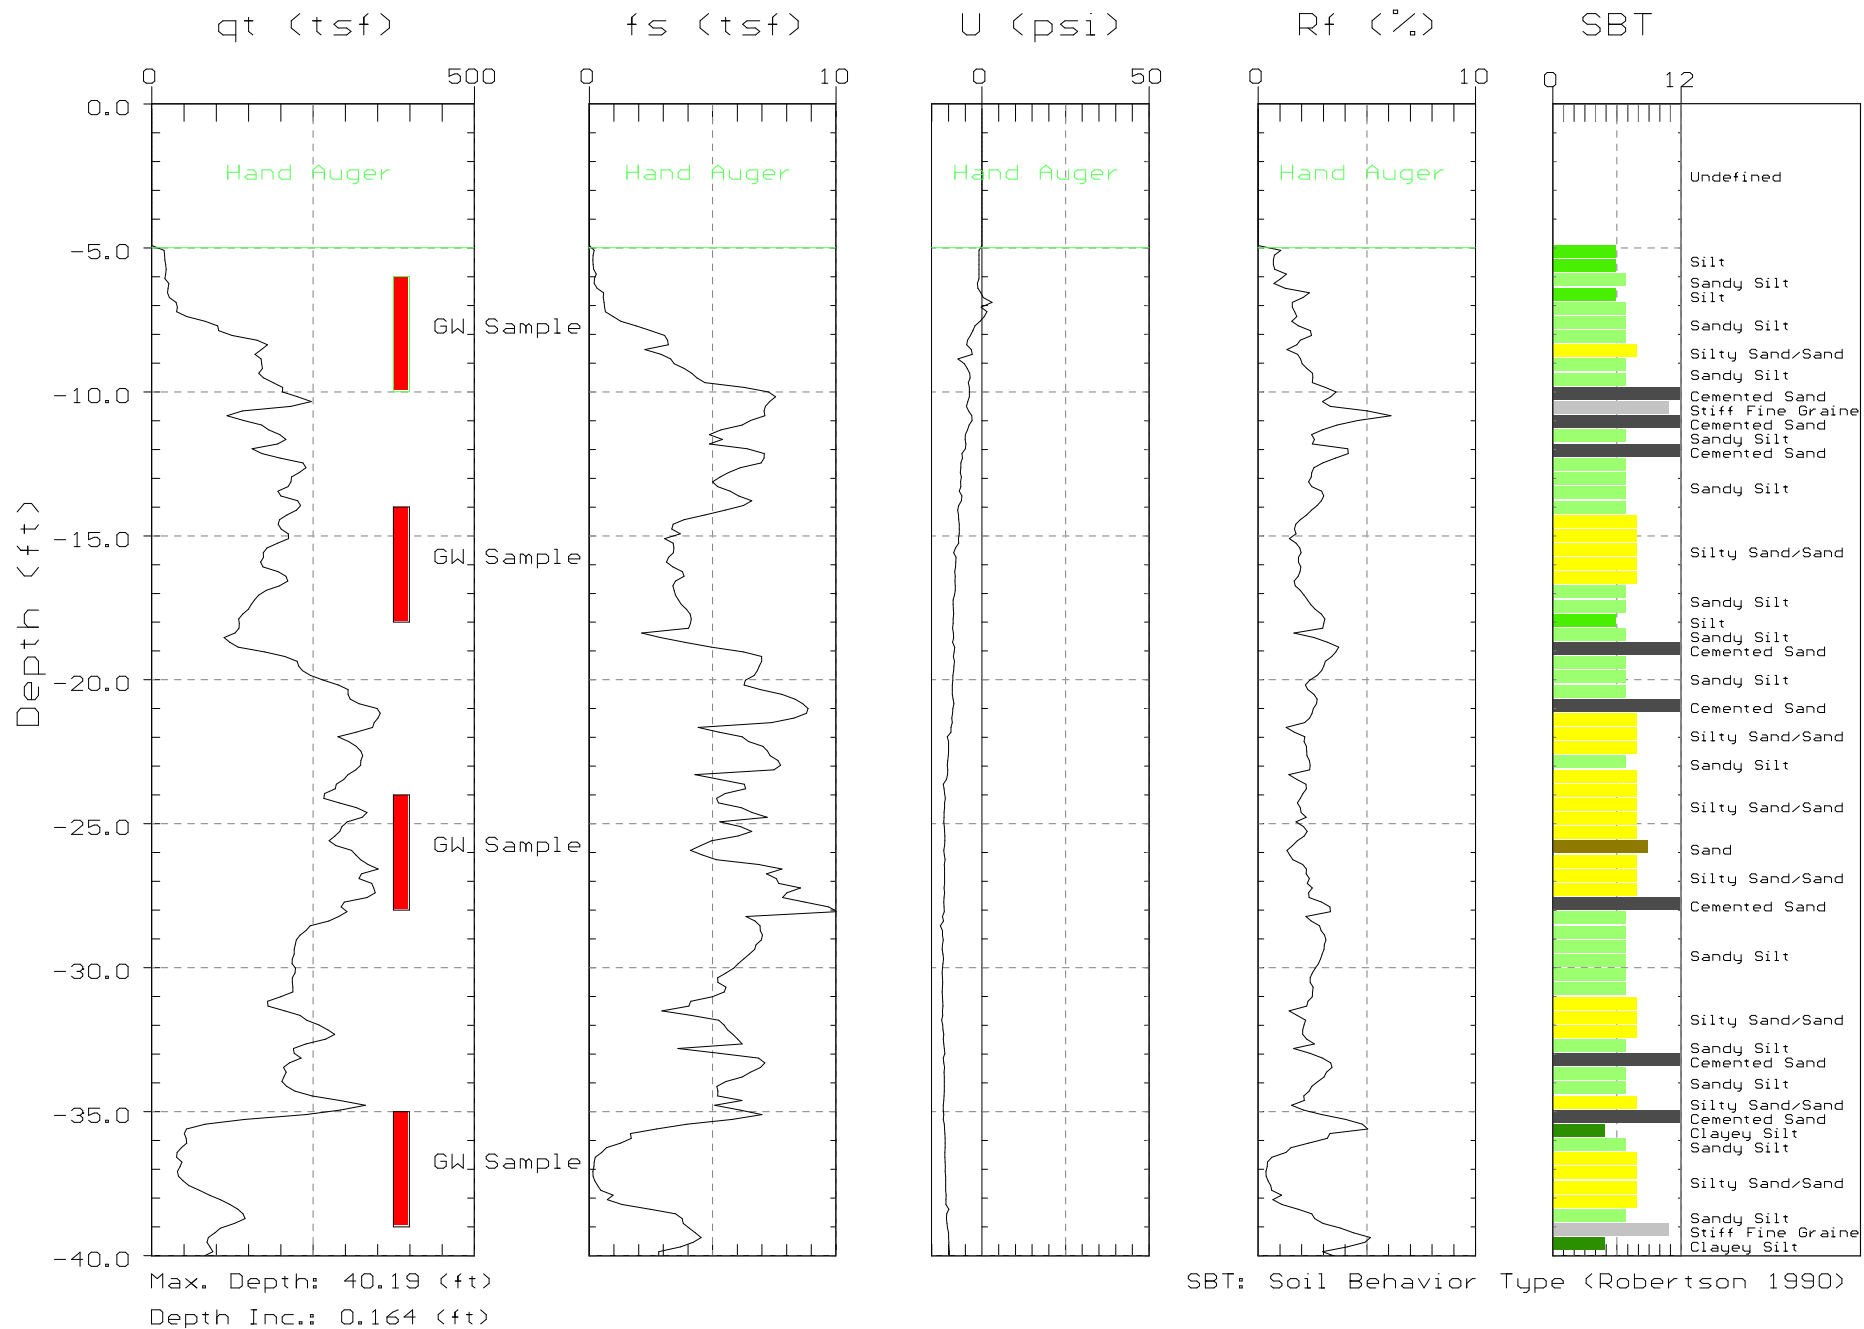 qt (tsf) fs (tsf) U (psi) Rf (%) SBT
0 500 0 10 0 50 0 10 0 12
0.0
Hand Auger Hand Auger Hand Auger Hand Auger
Undefined
-5.0
Silt
Sandy Silt
Silt
GW Sample
Sandy Silt
Silty Sand/Sand
Sandy Silt
-10.0
Cemented Sand
Stiff Fine Graine
Cemented Sand
Sandy Silt
Cemented Sand
Sandy Silt
-15.0
Silty Sand/Sand
GW Sample
Sandy Silt
Silt
Sandy Silt
Cemented Sand
Depth (ft)
-20.0
Sandy Silt
Cemented Sand
Silty Sand/Sand
Sandy Silt
Silty Sand/Sand
-25.0
GW Sample
Sand
Silty Sand/Sand
Cemented Sand
Sandy Silt
-30.0
Silty Sand/Sand
Sandy Silt
Cemented Sand
Sandy Silt
Silty Sand/Sand
-35.0
Cemented Sand
Clayey Silt
Sandy Silt
GW Sample
Silty Sand/Sand
Sandy Silt
Stiff Fine Graine
Clayey Silt
-40.0
Max. Depth: 40.19 (ft)
SBT: Soil Behavior Type (Robertson 1990)
Depth Inc.: 0.164 (ft)